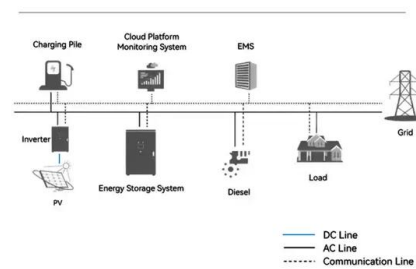 Charging Pile
Cloud Platform
Monitoring System
EMS
Grid
Inverter
PV
Energy Storage System
Diesel
Load
DC Line
AC Line
Communication Line